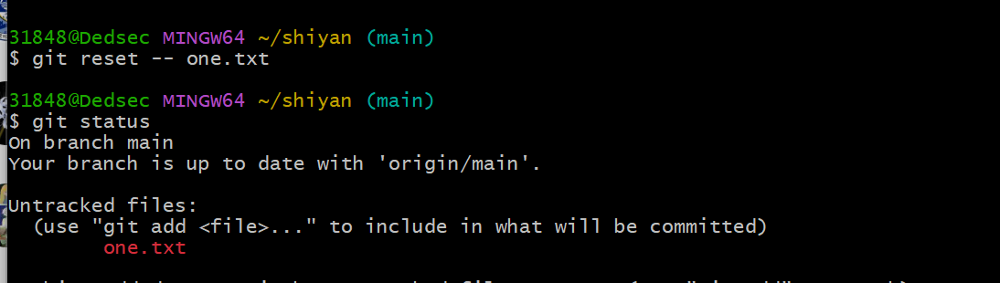 31848@Dedsec MINGW64 ~/shiyan (main)
$ git reset -- one.txt
31848@Dedsec MINGW64 ~/shiyan (main)
$ git status
On branch main
Your branch is up to date with 'origin/main'.
Untracked files:
(use "git add <file>..." to include in what will be committed)
one.txt